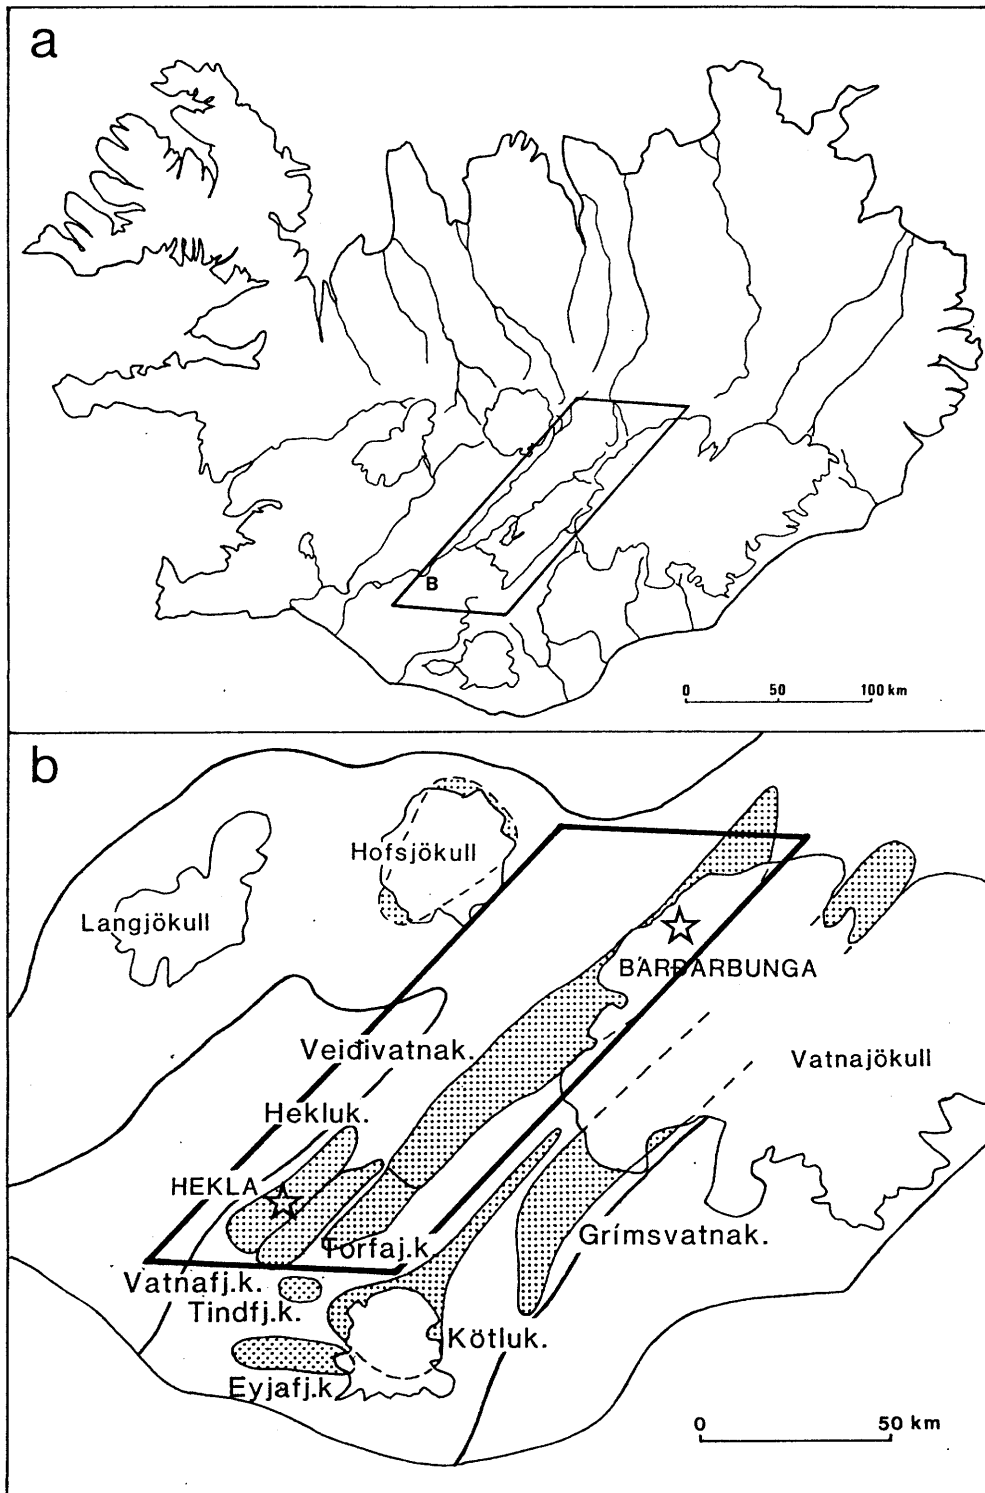 a
B
0 50 100 km
b
Hofsjökull
Langjökull
BÁRÐARBUNGA
Veiðivatnak.
Vatnajökull
Hekluk.
HEKLA
Torfaj.k.
Grímsvatnak.
Vatnafj.k.
Tindfj.k.
Kötluk.
Eyjafj.k.
0 50 km